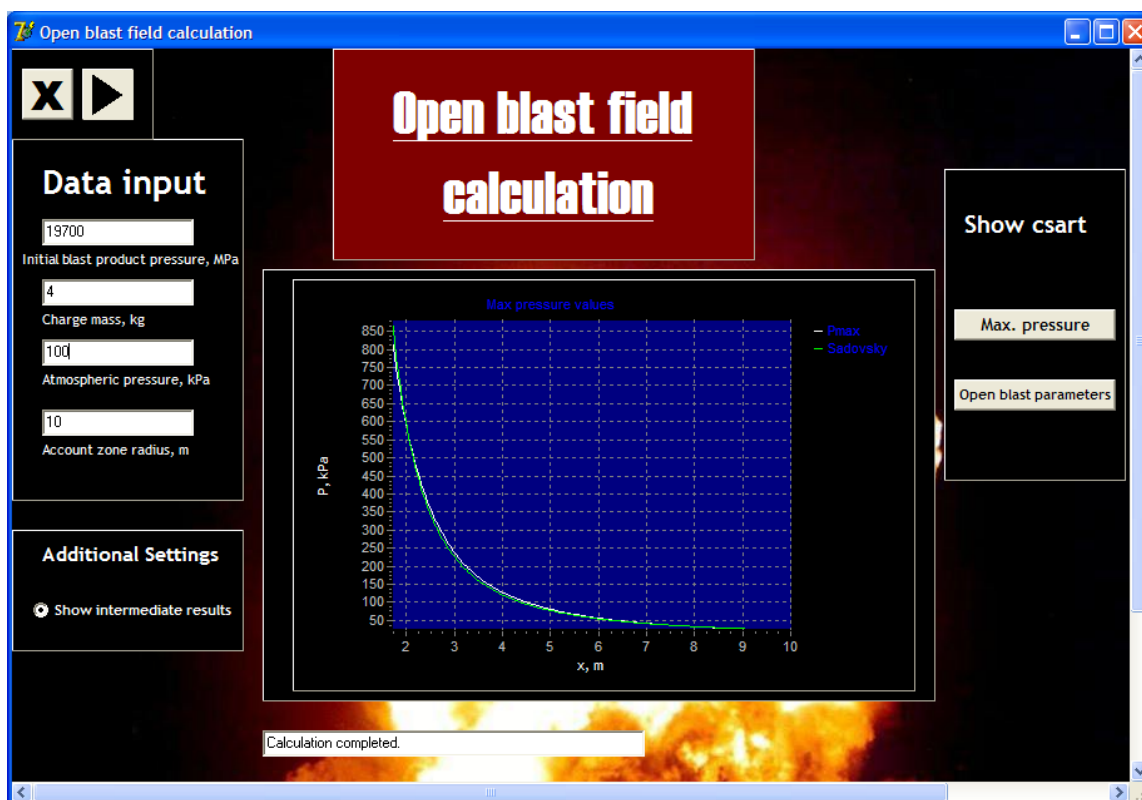 Open blast field calculation
X
Open blast field
calculation
Data input
19700
Initial blast product pressure, MPa
4
Charge mass, kg
100
Atmospheric pressure, kPa
10
Account zone radius, m
Additional Settings
Show intermediate results
Max pressure values
850
800
750
700
650
600
550
500
450
400
350
300
250
200
150
100
50
P, kPa
2 3 4 5 6 7 8 9 10
x, m
Pmax
Sadovsky
Calculation completed.
Show csart
Max. pressure
Open blast parameters